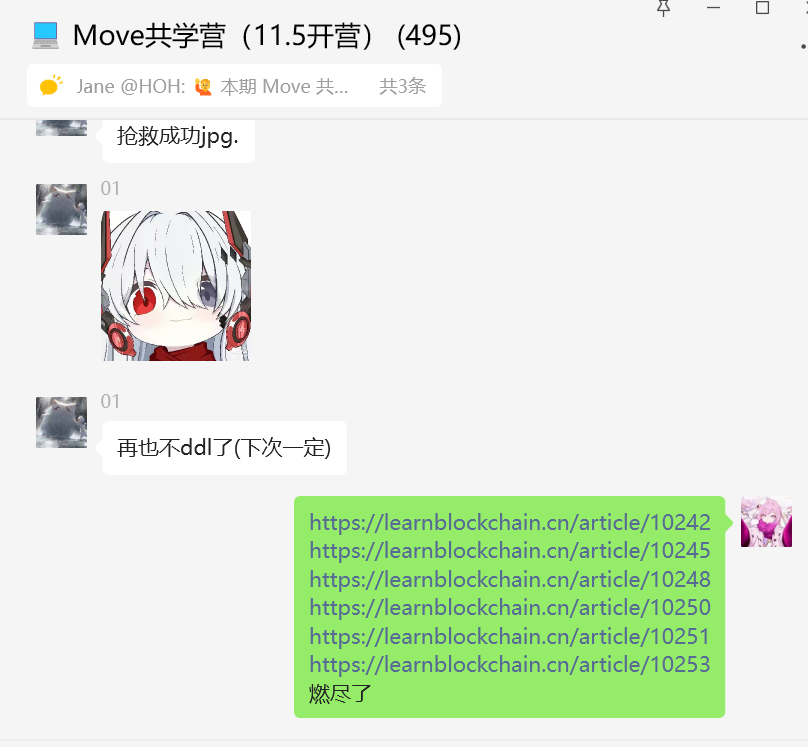 Move共学营（11.5开营） (495)
Jane @HOH: 🙋 本期 Move 共... 共3条
抢救成功jpg.
01
01
再也不ddl了(下次一定)
https://learnblockchain.cn/article/10242
https://learnblockchain.cn/article/10245
https://learnblockchain.cn/article/10248
https://learnblockchain.cn/article/10250
https://learnblockchain.cn/article/10251
https://learnblockchain.cn/article/10253
燃尽了